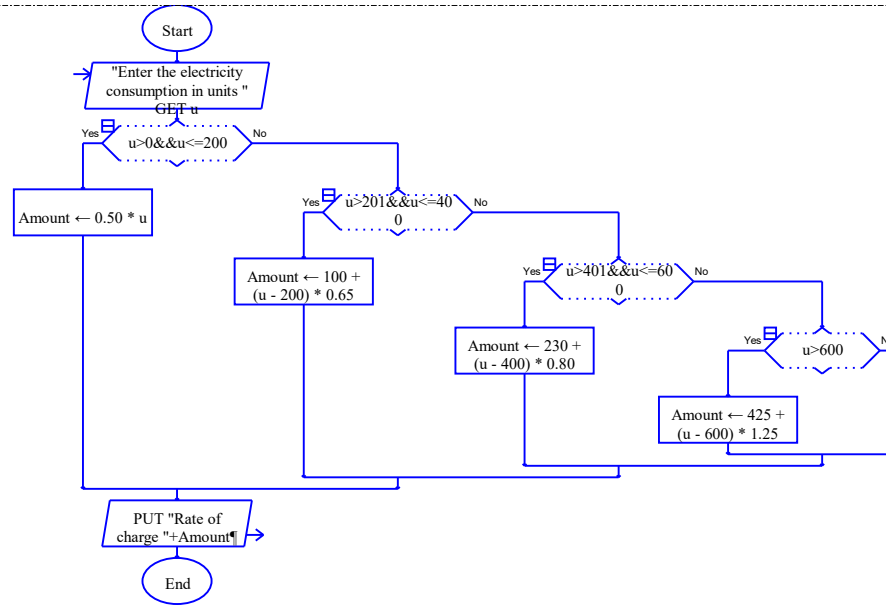 Start
"Enter the electricity
consumption in units "
GET u
Yes
u>0&&u<=200
No
Amount ← 0.50 * u
Yes
u>201&&u<=40
0
No
Amount ← 100 +
(u - 200) * 0.65
Yes
u>401&&u<=60
0
No
Amount ← 230 +
(u - 400) * 0.80
Yes
u>600
Amount ← 425 +
(u - 600) * 1.25
PUT "Rate of
charge "+Amount¶
End